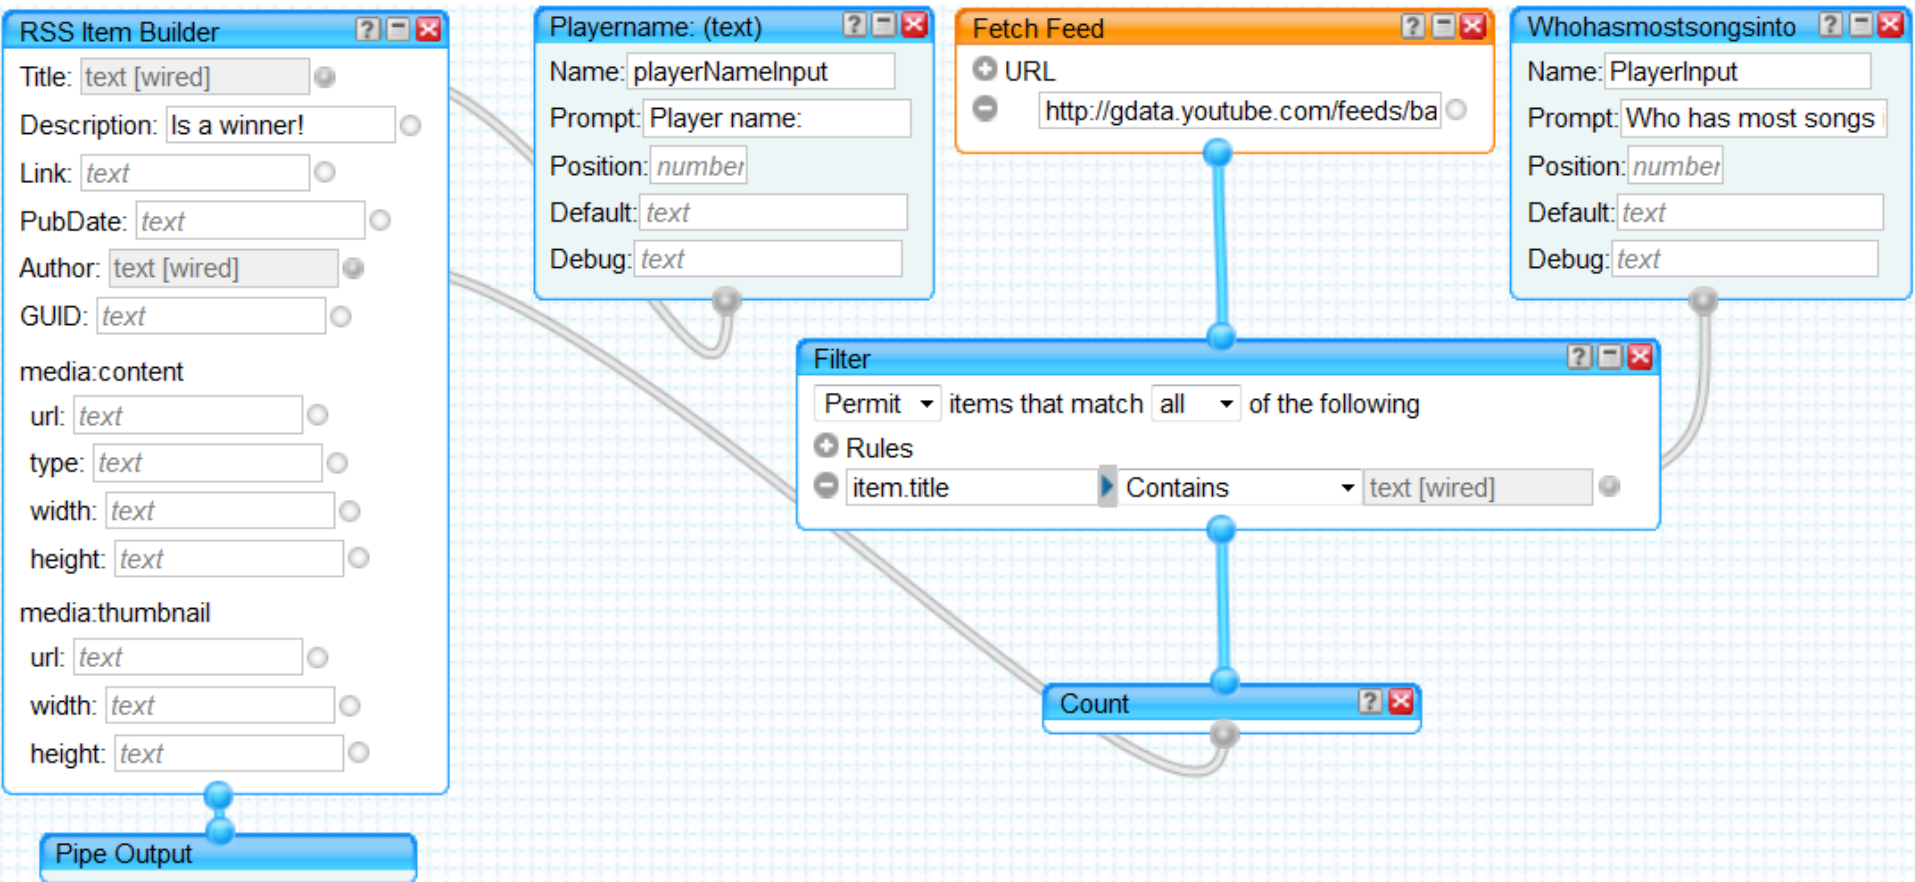 RSS Item Builder
Title: text [wired]
Description: Is a winner!
Link: text
PubDate: text
Author: text [wired]
GUID: text
media:content
url: text
type: text
width: text
height: text
media:thumbnail
url: text
width: text
height: text
Pipe Output
Playername: (text)
Name: playerNameInput
Prompt: Player name:
Position: number
Default: text
Debug: text
Fetch Feed
URL
http://gdata.youtube.com/feeds/ba
Whohasmostsongsinto
Name: PlayerInput
Prompt: Who has most songs
Position: number
Default: text
Debug: text
Filter
Permit items that match all of the following
Rules
item.title Contains text [wired]
Count